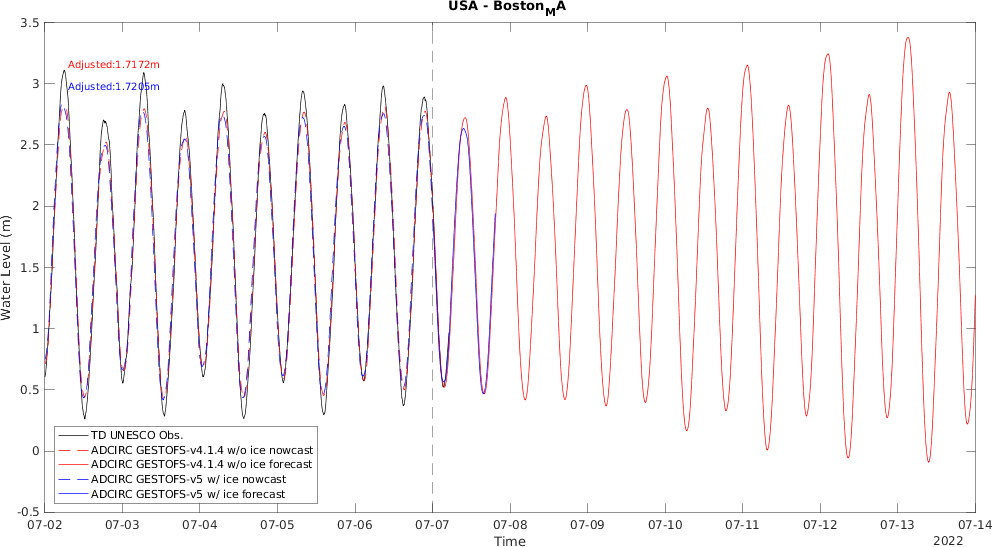 USA - Boston_MA
3.5
3
2.5
2
1.5
1
0.5
0
-0.5
Water Level (m)
Adjusted:1.7172m
Adjusted:1.7205m
TD UNESCO Obs.
ADCIRC GESTOFS-v4.1.4 w/o ice nowcast
ADCIRC GESTOFS-v4.1.4 w/o ice forecast
ADCIRC GESTOFS-v5 w/ ice nowcast
ADCIRC GESTOFS-v5 w/ ice forecast
07-02 07-03 07-04 07-05 07-06 07-07 07-08 07-09 07-10 07-11 07-12 07-13 07-14
Time
2022